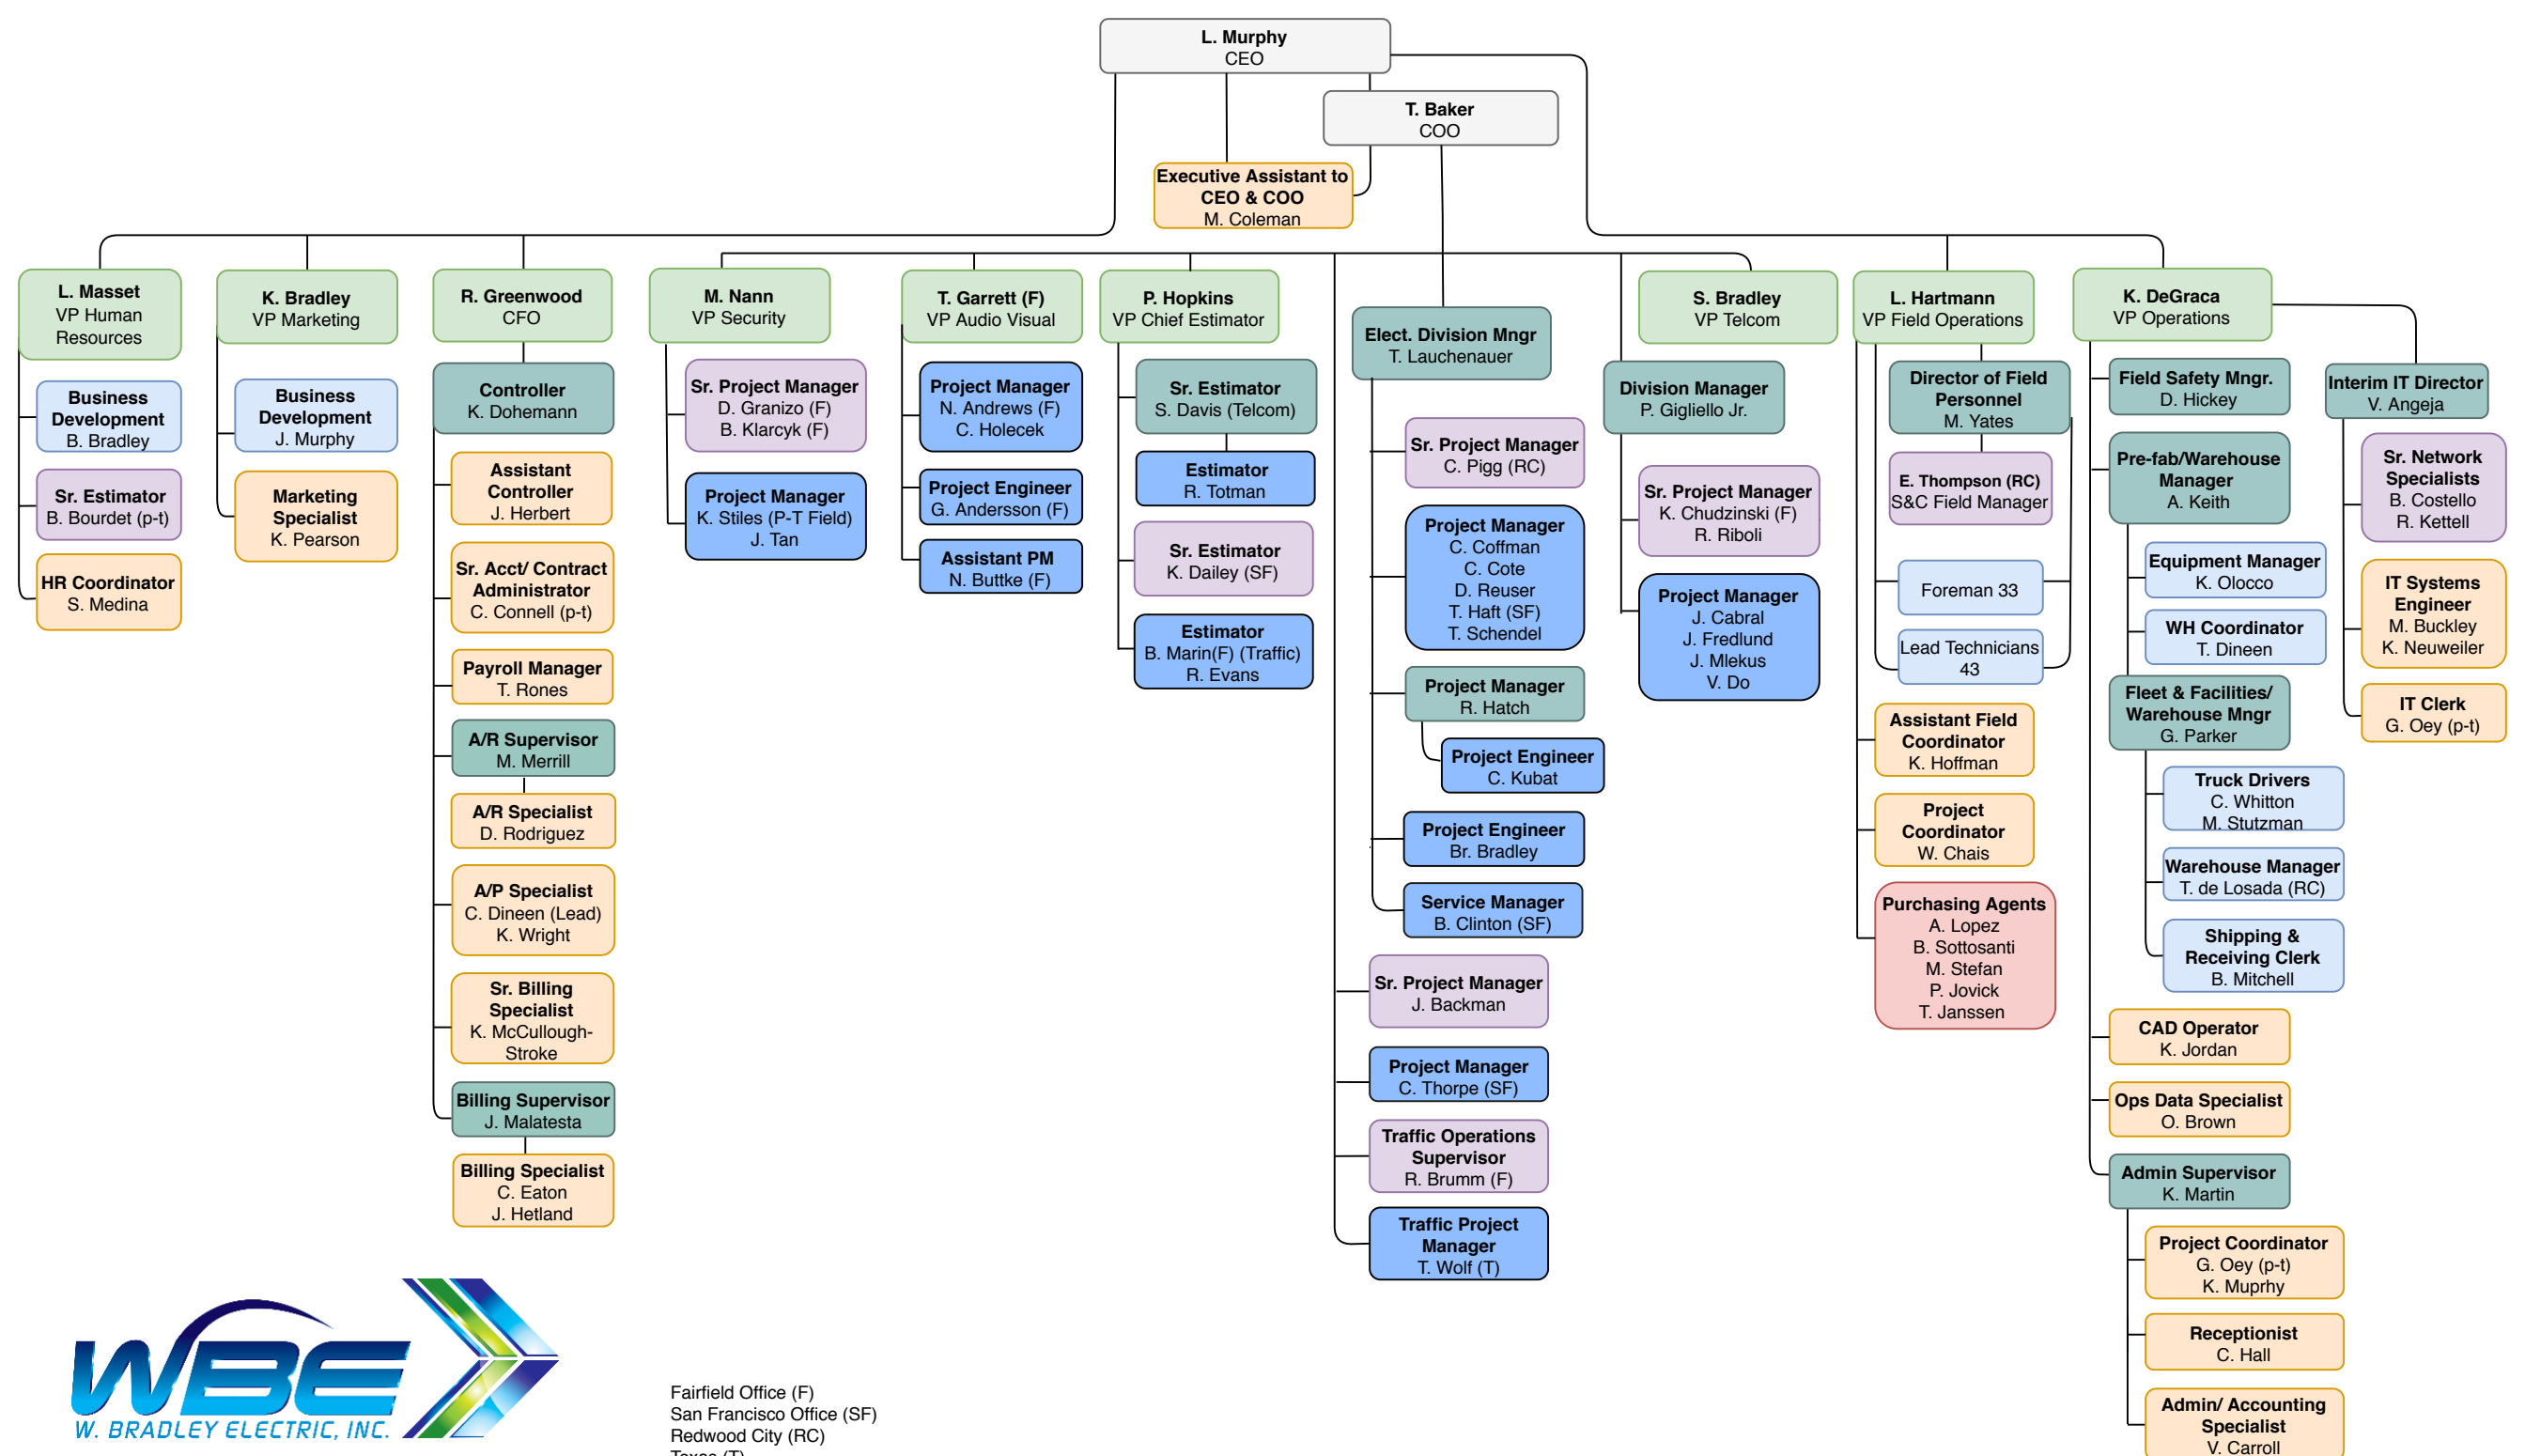 L. Murphy
CEO
T. Baker
COO
Executive Assistant to
CEO & COO
M. Coleman
L. Masset
VP Human
Resources
Business
Development
B. Bradley
Sr. Estimator
B. Bourdet (p-t)
HR Coordinator
S. Medina
K. Bradley
VP Marketing
Business
Development
J. Murphy
Marketing
Specialist
K. Pearson
R. Greenwood
CFO
Controller
K. Dohemann
Assistant
Controller
J. Herbert
Sr. Acct/ Contract
Administrator
C. Connell (p-t)
Payroll Manager
T. Rones
A/R Supervisor
M. Merrill
A/R Specialist
D. Rodriguez
A/P Specialist
C. Dineen (Lead)
K. Wright
Sr. Billing
Specialist
K. McCullough-
Stroke
Billing Supervisor
J. Malatesta
Billing Specialist
C. Eaton
J. Hetland
M. Nann
VP Security
Sr. Project Manager
D. Granizo (F)
B. Klarcyk (F)
Project Manager
K. Stiles (P-T Field)
J. Tan
T. Garrett (F)
VP Audio Visual
Project Manager
N. Andrews (F)
C. Holecek
Project Engineer
G. Andersson (F)
Assistant PM
N. Buttke (F)
P. Hopkins
VP Chief Estimator
Sr. Estimator
S. Davis (Telcom)
Estimator
R. Totman
Sr. Estimator
K. Dailey (SF)
Estimator
B. Marin(F) (Traffic)
R. Evans
Elect. Division Mngr
T. Lauchenauer
Sr. Project Manager
C. Pigg (RC)
Project Manager
C. Coffman
C. Cote
D. Reuser
T. Haft (SF)
T. Schendel
Project Manager
R. Hatch
Project Engineer
C. Kubat
Project Engineer
Br. Bradley
Service Manager
B. Clinton (SF)
Sr. Project Manager
J. Backman
Project Manager
C. Thorpe (SF)
Traffic Operations
Supervisor
R. Brumm (F)
Traffic Project
Manager
T. Wolf (T)
Division Manager
P. Gigliello Jr.
Sr. Project Manager
K. Chudzinski (F)
R. Riboli
Project Manager
J. Cabral
J. Fredlund
J. Mlekus
V. Do
S. Bradley
VP Telcom
L. Hartmann
VP Field Operations
Director of Field
Personnel
M. Yates
E. Thompson (RC)
S&C Field Manager
Foreman 33
Lead Technicians
43
Assistant Field
Coordinator
K. Hoffman
Project
Coordinator
W. Chais
Purchasing Agents
A. Lopez
B. Sottosanti
M. Stefan
P. Jovick
T. Janssen
K. DeGraca
VP Operations
Field Safety Mngr.
D. Hickey
Pre-fab/Warehouse
Manager
A. Keith
Equipment Manager
K. Olocco
WH Coordinator
T. Dineen
Fleet & Facilities/
Warehouse Mngr
G. Parker
Truck Drivers
C. Whitton
M. Stutzman
Warehouse Manager
T. de Losada (RC)
Shipping &
Receiving Clerk
B. Mitchell
CAD Operator
K. Jordan
Ops Data Specialist
O. Brown
Admin Supervisor
K. Martin
Project Coordinator
G. Oey (p-t)
K. Muprhy
Receptionist
C. Hall
Admin/ Accounting
Specialist
V. Carroll
Interim IT Director
V. Angeja
Sr. Network
Specialists
B. Costello
R. Kettell
IT Systems
Engineer
M. Buckley
K. Neuweiler
IT Clerk
G. Oey (p-t)
WBE
W. BRADLEY ELECTRIC, INC.
Fairfield Office (F)
San Francisco Office (SF)
Redwood City (RC)
Texas (T)